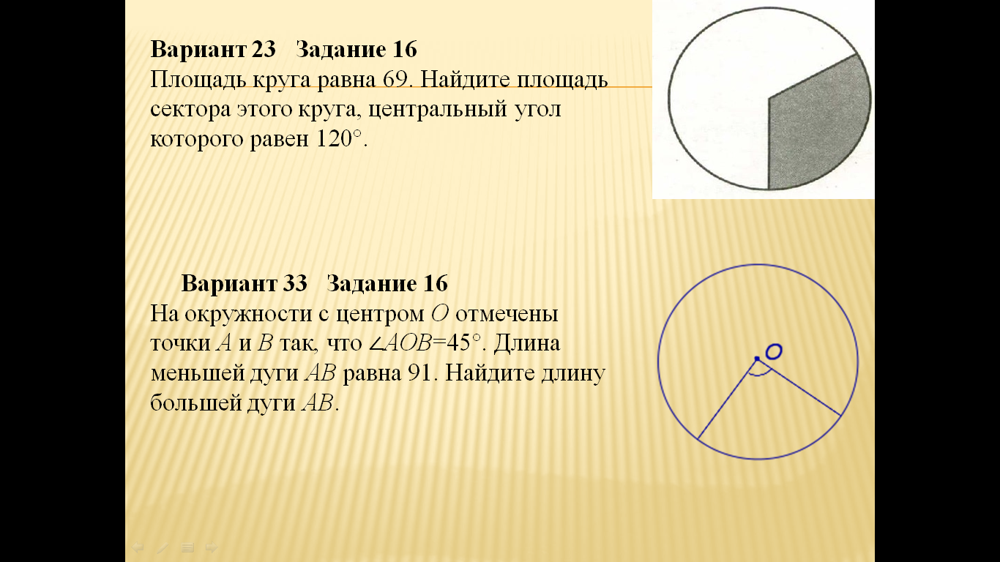 Вариант 23 Задание 16
Площадь круга равна 69. Найдите площадь
сектора этого круга, центральный угол
которого равен 120°.
Вариант 33 Задание 16
На окружности с центром O отмечены
точки A и B так, что ∠AOB=45°. Длина
меньшей дуги AB равна 91. Найдите длину
большей дуги AB.
O